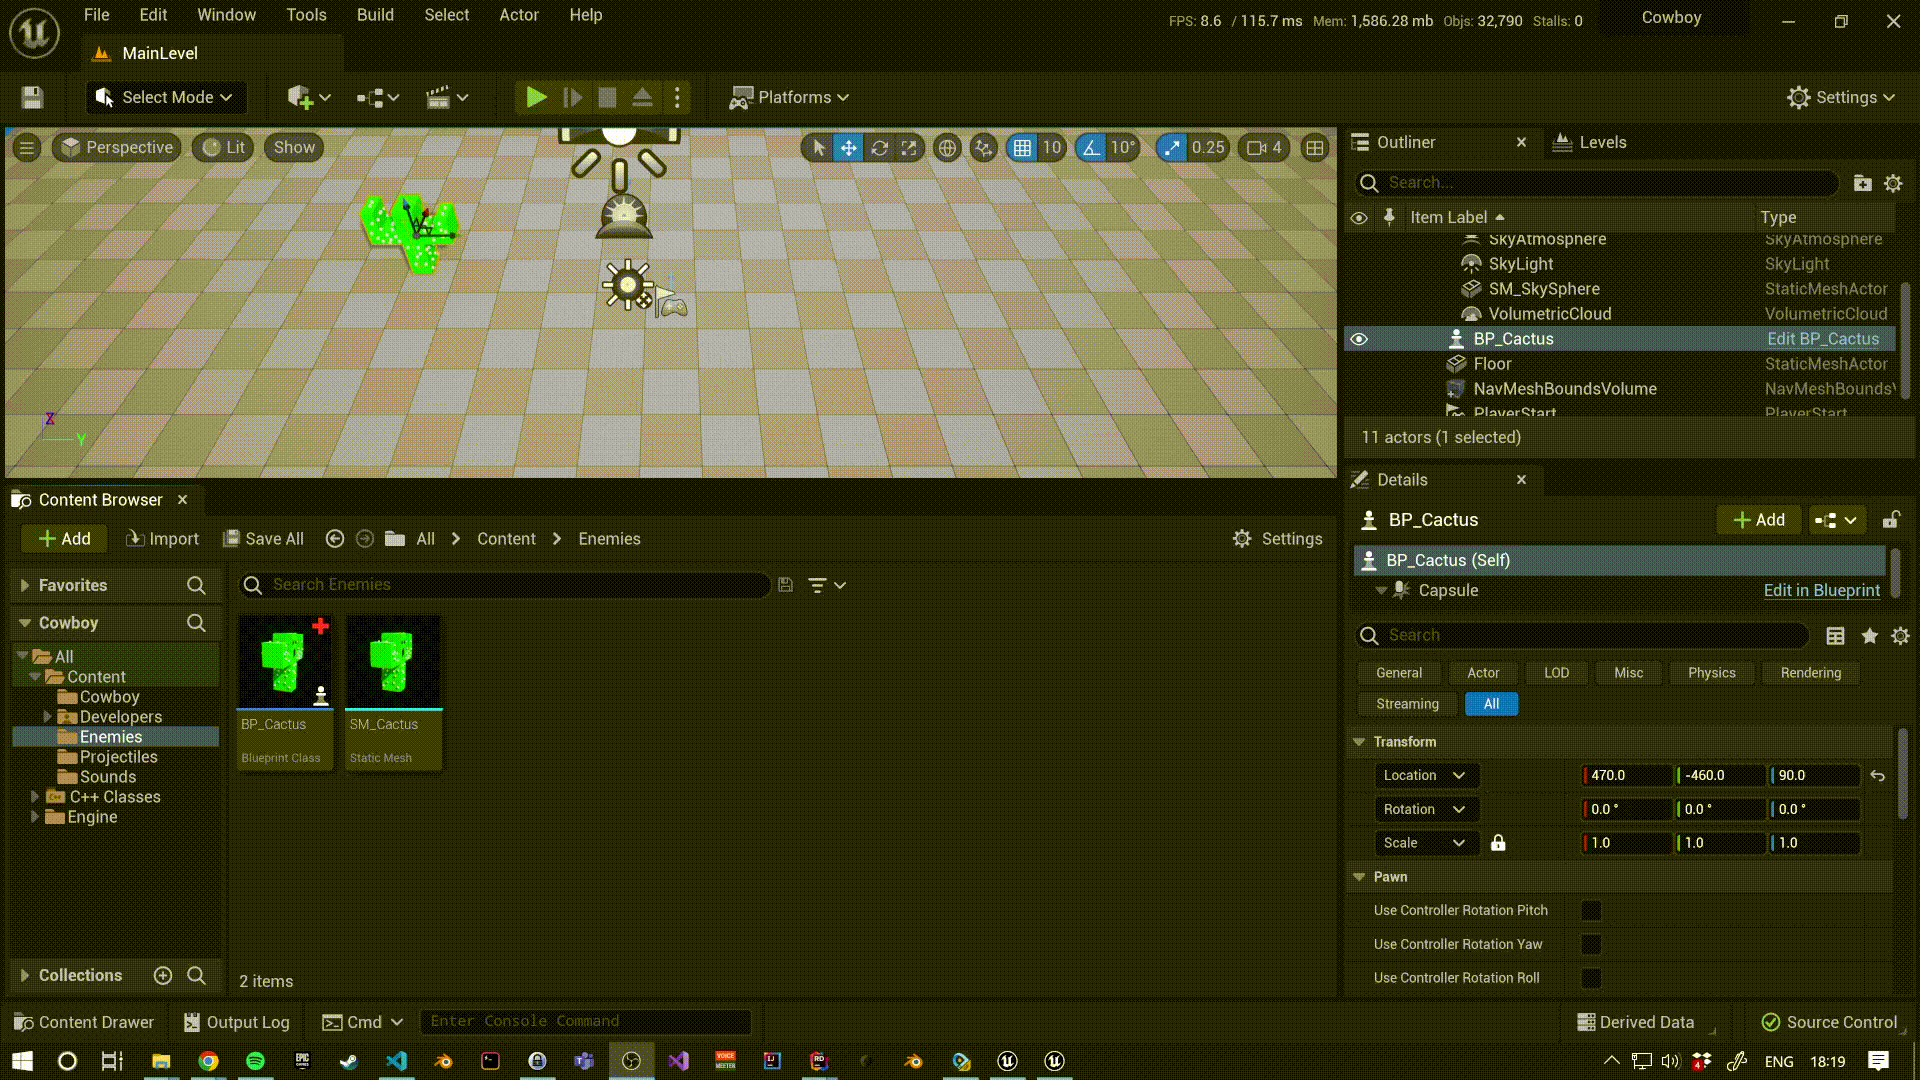 File Edit Window Tools Build Select Actor Help
FPS: 8.6 / 115.7 ms Mem: 1,586.28 mb Objs: 32,790 Stalls: 0
Cowboy
MainLevel
Select Mode
Platforms
Settings
Perspective Lit Show
10 10° 0.25 4
Outliner
Levels
Search...
Item Label Type
SkyAtmosphere SkyAtmosphere
SkyLight SkyLight
SM_SkySphere StaticMeshActor
VolumetricCloud VolumetricCloud
BP_Cactus Edit BP_Cactus
Floor StaticMeshActor
NavMeshBoundsVolume NavMeshBoundsV
PlayerStart PlayerStart
11 actors (1 selected)
Z
Y
Details
BP_Cactus
Add
BP_Cactus (Self)
Capsule Edit in Blueprint
Search
General Actor LOD Misc Physics Rendering
Streaming All
Transform
Location 470.0 -460.0 90.0
Rotation 0.0 ° 0.0 ° 0.0 °
Scale 1.0 1.0 1.0
Pawn
Use Controller Rotation Pitch
Use Controller Rotation Yaw
Use Controller Rotation Roll
Content Browser
Add Import Save All All Content Enemies Settings
Favorites
Search Enemies
Cowboy
All
Content
Cowboy
Developers
Enemies
Projectiles
Sounds
C++ Classes
Engine
BP_Cactus
Blueprint Class
SM_Cactus
Static Mesh
Collections
2 items
Content Drawer Output Log Cmd Enter Console Command
Derived Data Source Control
ENG 18:19